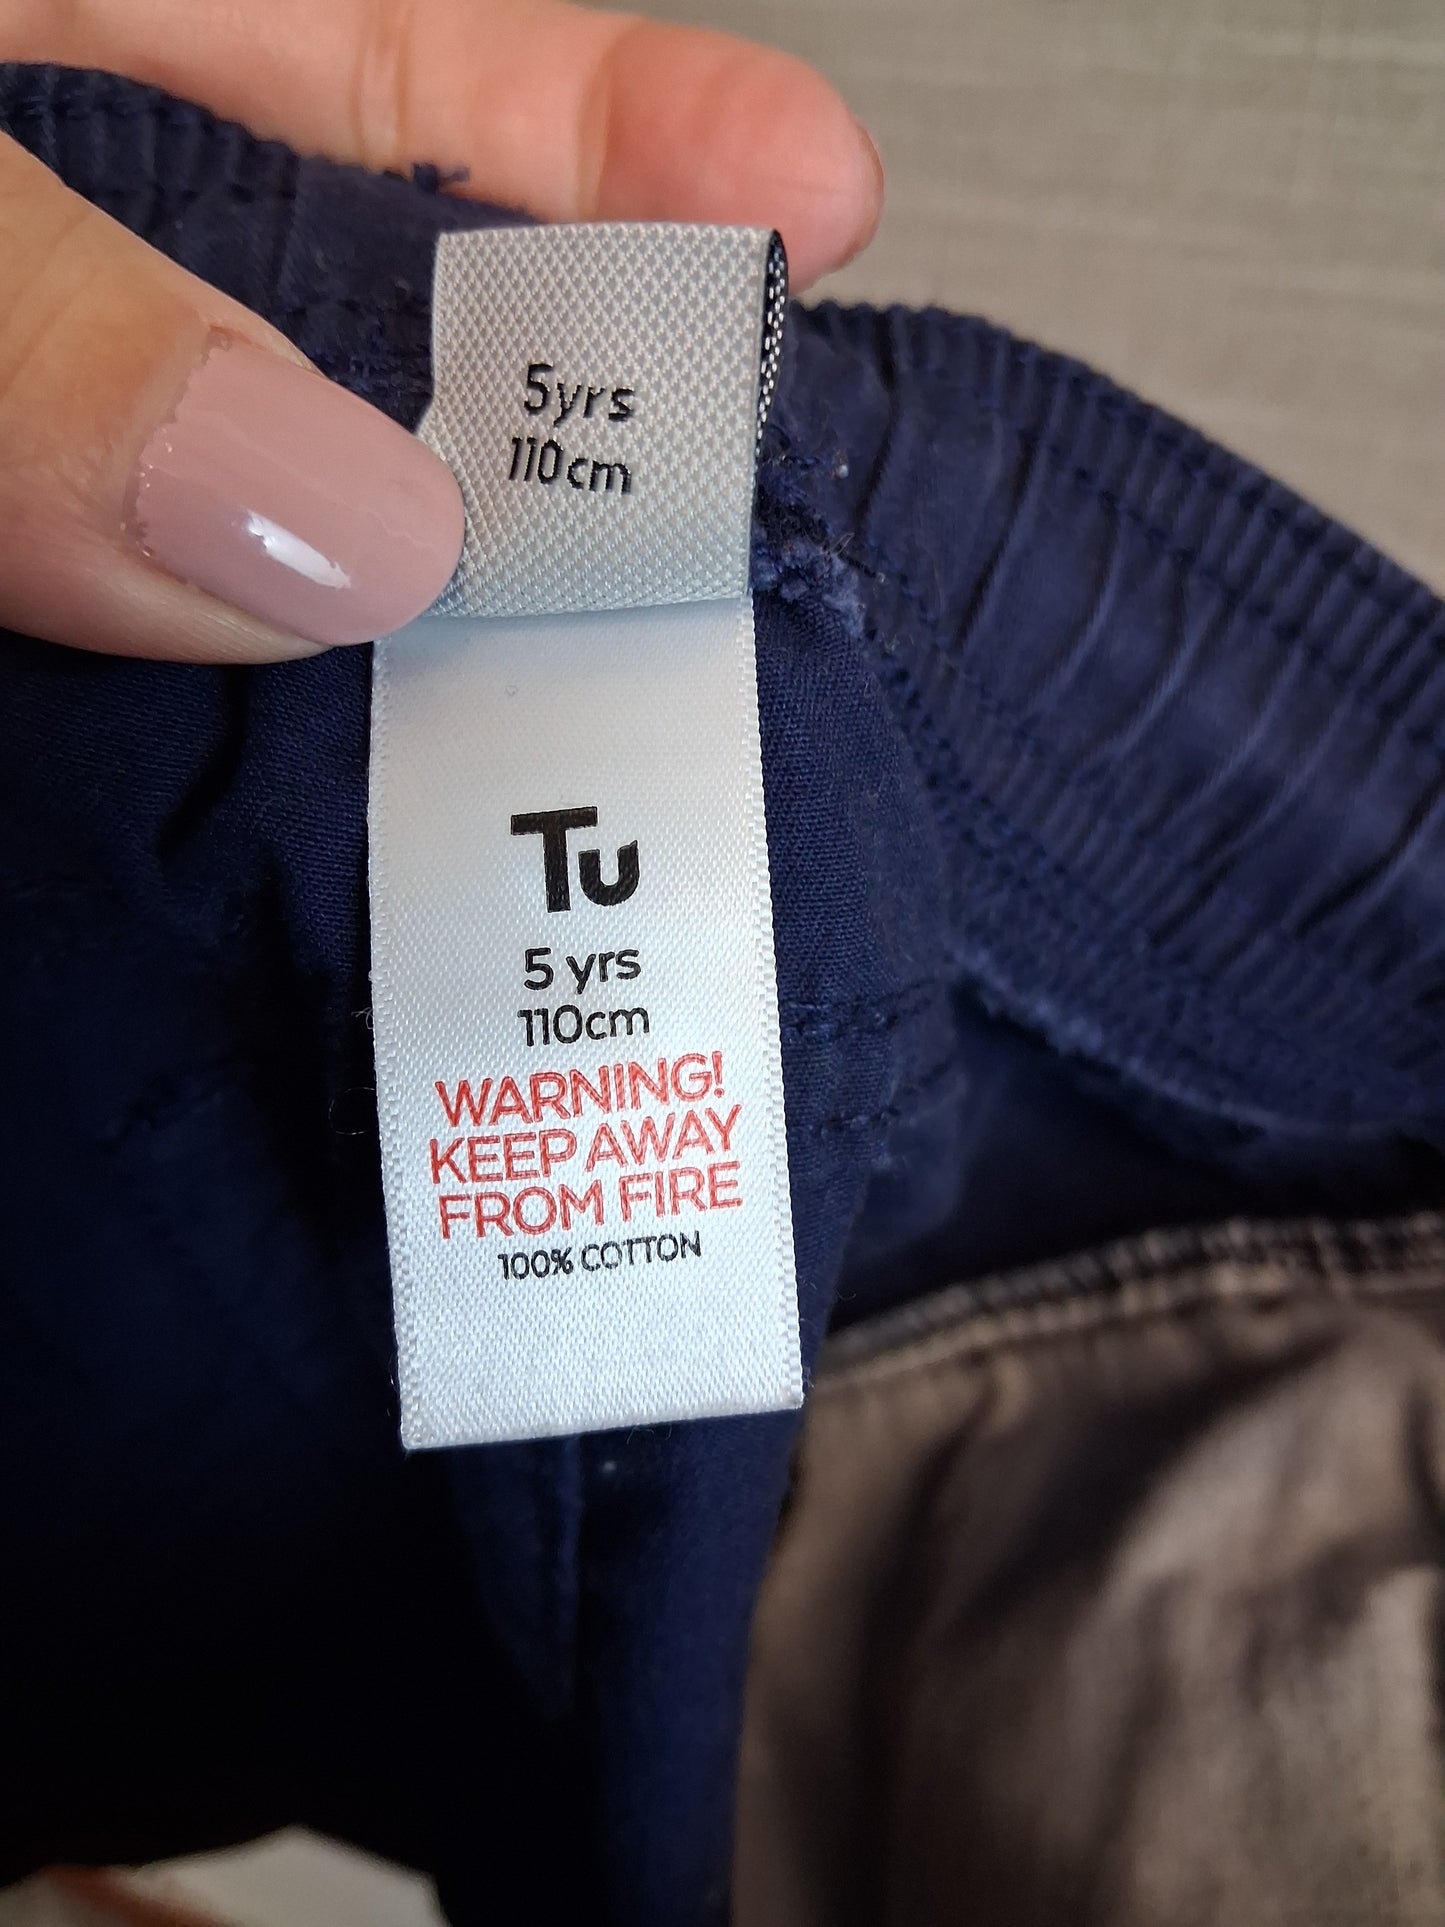 5yrs
110cm
Tu
5 yrs
110cm
WARNING!
KEEP AWAY
FROM FIRE
100% COTTON